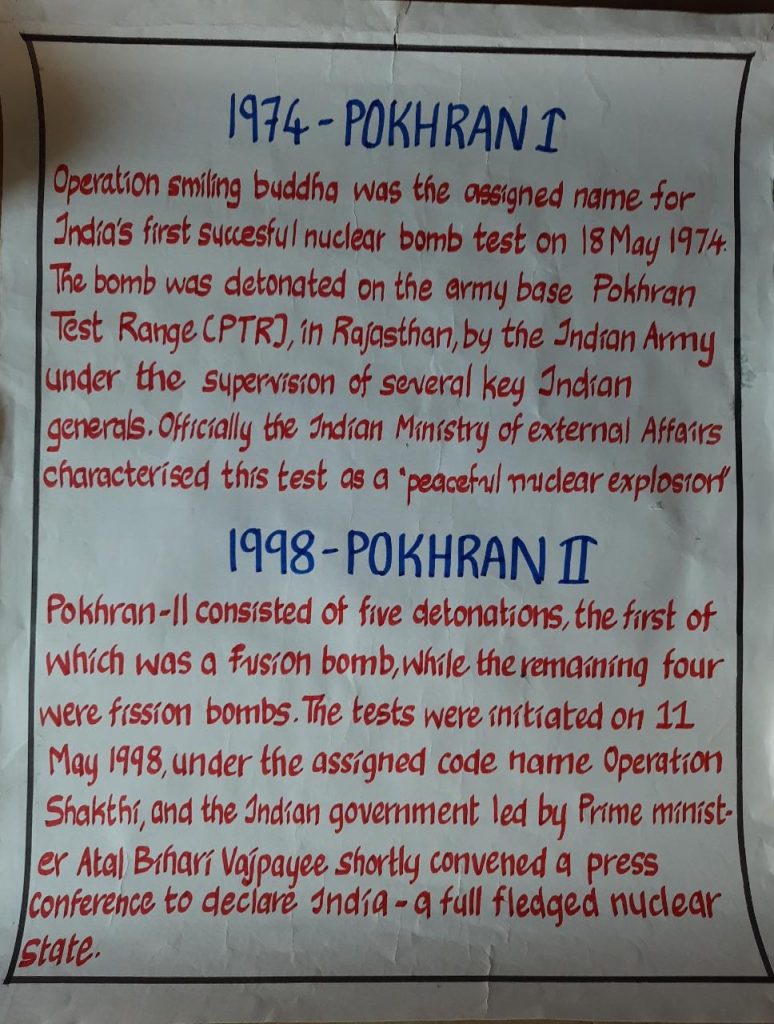 1974 - POKHRAN I
Operation smiling buddha was the assigned name for
India's first succesful nuclear bomb test on 18 May 1974.
The bomb was detonated on the army base Pokhran
Test Range (PTR), in Rajasthan, by the Indian Army
under the supervision of several key Indian
generals. Officially the Indian Ministry of external Affairs
characterised this test as a "peaceful nuclear explosion"
1998 - POKHRAN II
Pokhran-II consisted of five detonations, the first of
which was a fusion bomb, while the remaining four
were fission bombs. The tests were initiated on 11
May 1998, under the assigned code name Operation
Shakthi, and the Indian government led by Prime minist-
er Atal Bihari Vajpayee shortly convened a press
conference to declare India - a full fledged nuclear
state.